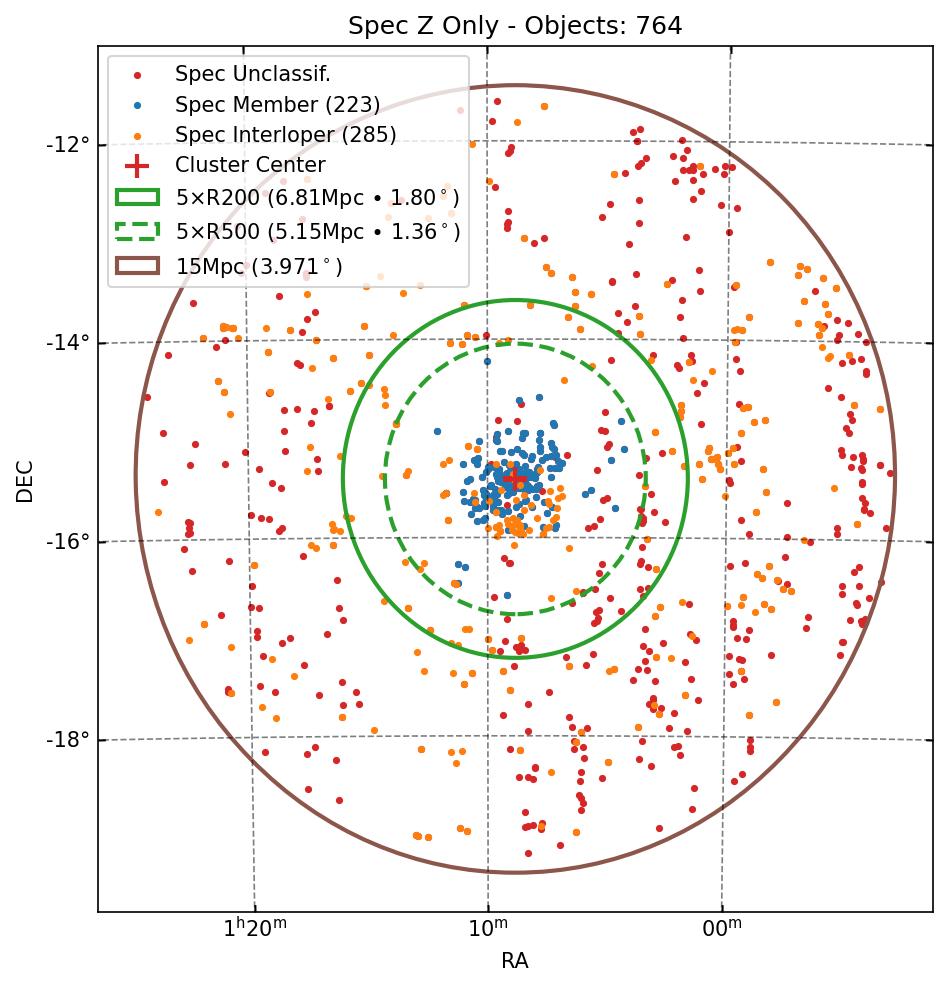 Spec Z Only - Objects: 764
Spec Unclassif.
Spec Member (223)
Spec Interloper (285)
Cluster Center
5×R200 (6.81Mpc • 1.80°)
5×R500 (5.15Mpc • 1.36°)
15Mpc (3.971°)
-12°
-14°
-16°
-18°
DEC
1h20m 10m 00m
RA